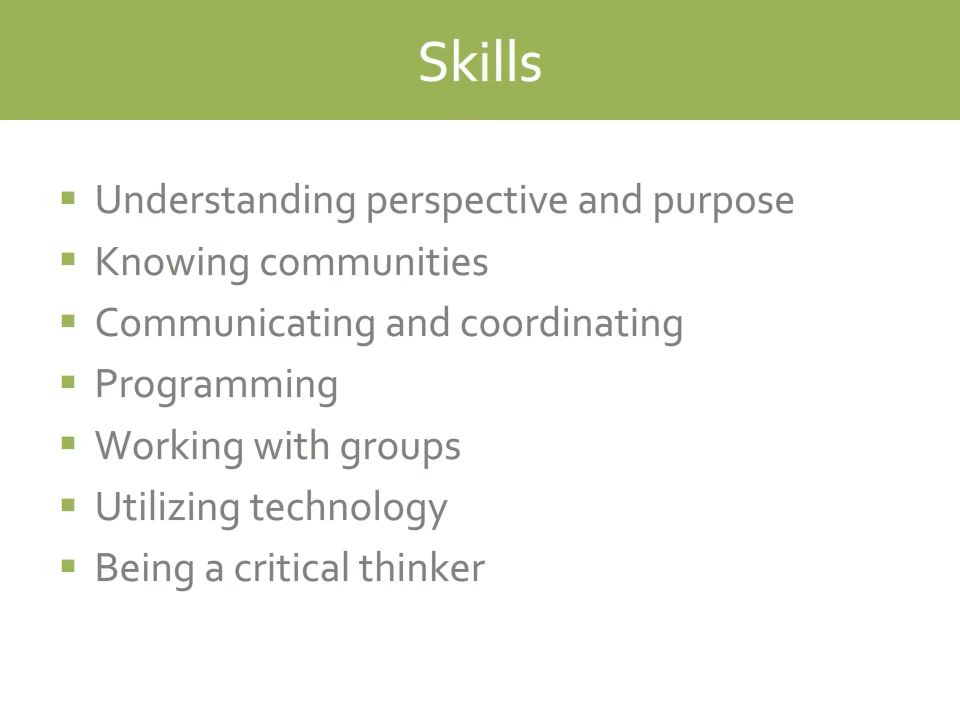 Skills
Understanding perspective and purpose
Knowing communities
Communicating and coordinating
Programming
Working with groups
Utilizing technology
Being a critical thinker